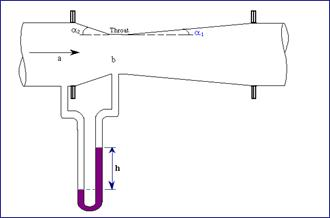 α₂ Throat α₁
a b
h